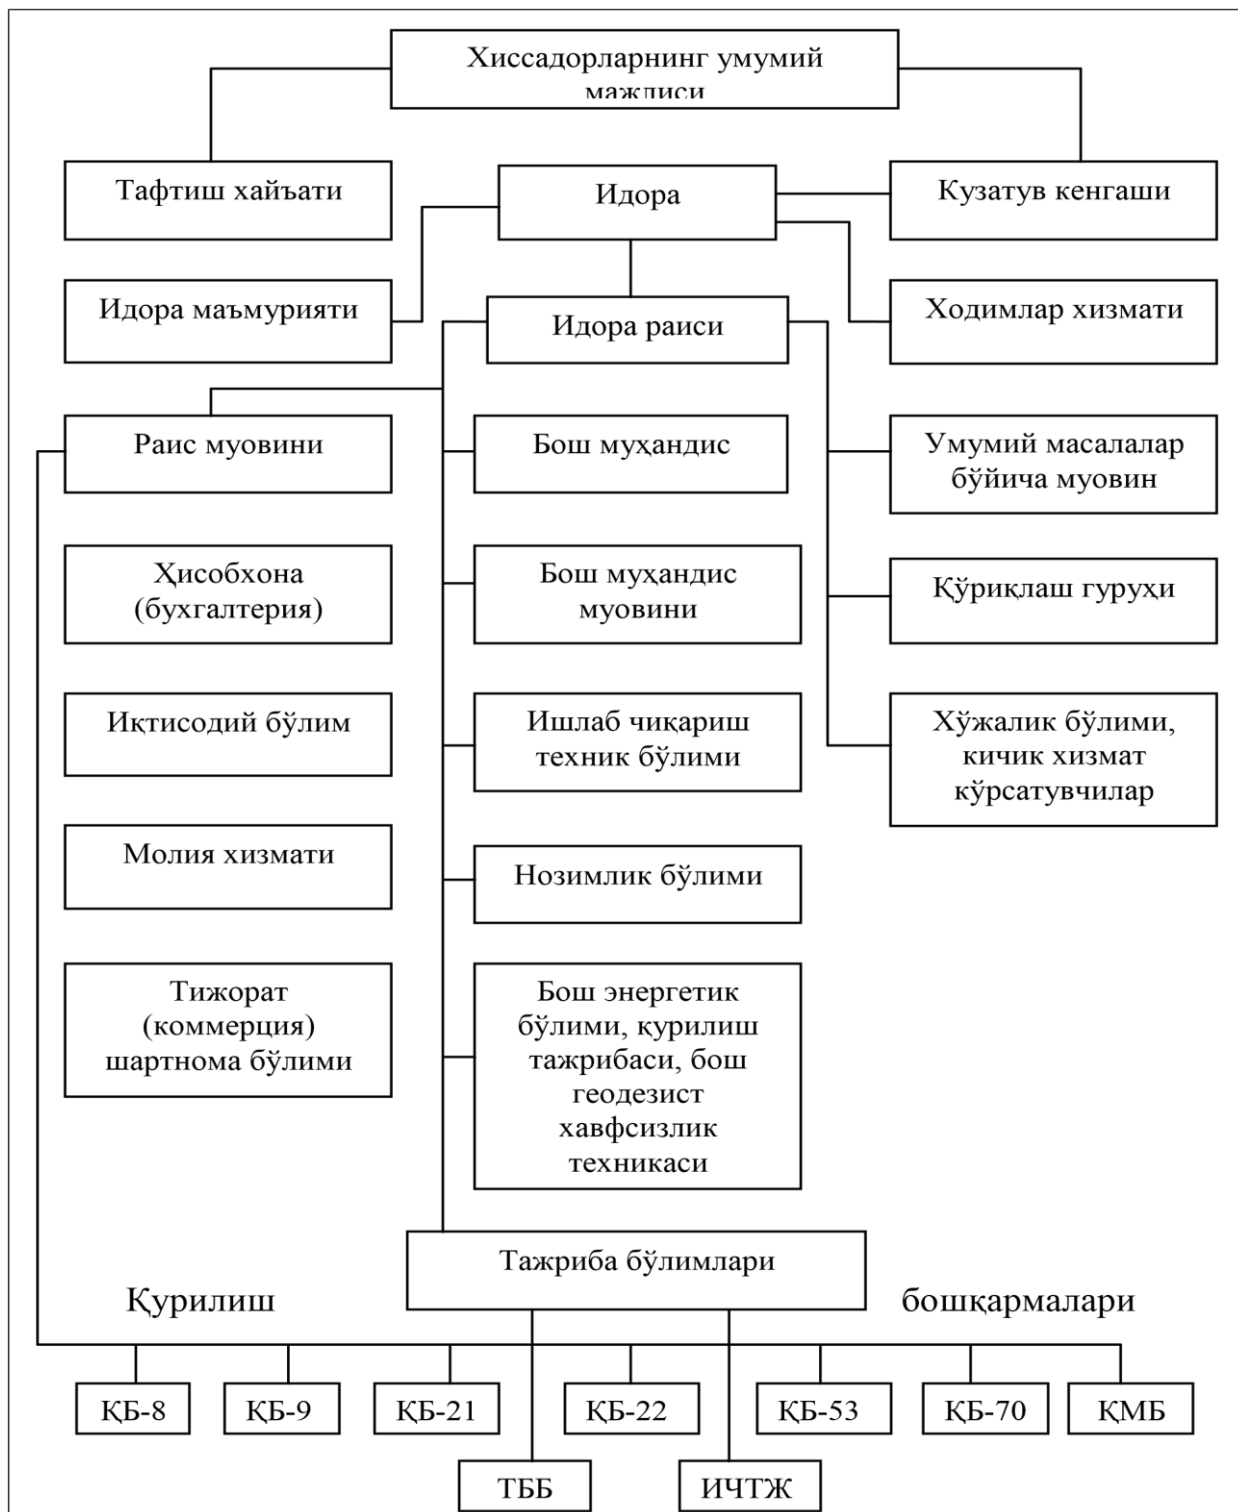 Хиссадорларнинг умумий
мажлиси
Тафтиш хайъати
Идора
Кузатув кенгаши
Идора маъмурияти
Идора раиси
Ходимлар хизмати
Раис муовини
Бош муҳандис
Умумий масалалар
бўйича муовин
Ҳисобхона
(бухгалтерия)
Бош муҳандис
муовини
Қўриқлаш гуруҳи
Иқтисодий бўлим
Ишлаб чиқариш
техник бўлими
Хўжалик бўлими,
кичик хизмат
кўрсатувчилар
Молия хизмати
Нозимлик бўлими
Тижорат
(коммерция)
шартнома бўлими
Бош энергетик
бўлими, қурилиш
тажрибаси, бош
геодезист
хавфсизлик
техникаси
Тажриба бўлимлари
Қурилиш бошқармалари
ҚБ-8 ҚБ-9 ҚБ-21 ҚБ-22 ҚБ-53 ҚБ-70 ҚМБ
ТББ ИЧТЖ